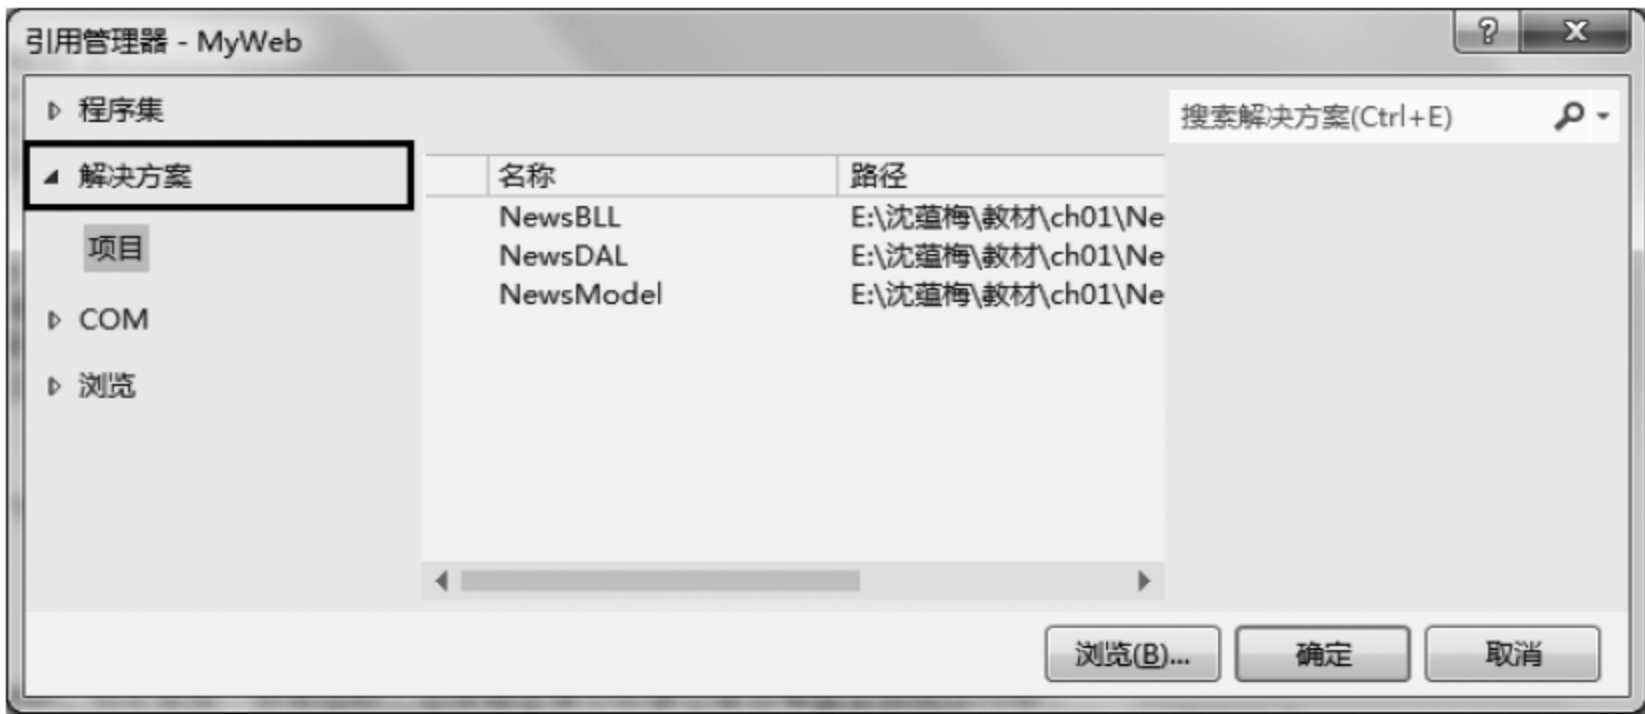 引用管理器 - MyWeb
程序集
搜索解决方案(Ctrl+E)
解决方案
名称 路径
NewsBLL E:\沈蕴梅\教材\ch01\Ne
项目
NewsDAL E:\沈蕴梅\教材\ch01\Ne
NewsModel E:\沈蕴梅\教材\ch01\Ne
COM
浏览
浏览(B)... 确定 取消